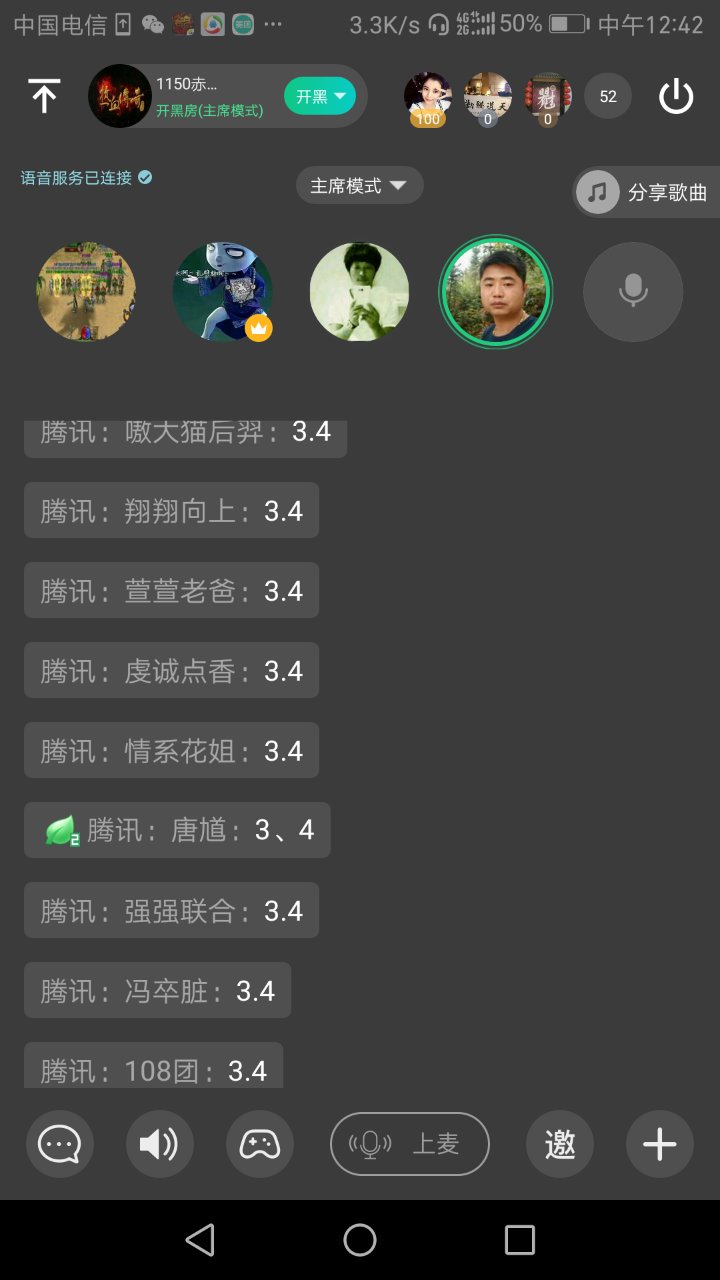 中国电信
3.3K/s
4G
2G
50%
中午12:42
热血传奇
1150赤...
开黑房(主席模式)
开黑
100
0
0
52
语音服务已连接
主席模式
分享歌曲
腾讯：嗷大猫后羿：3.4
腾讯：翔翔向上：3.4
腾讯：萱萱老爸：3.4
腾讯：虔诚点香：3.4
腾讯：情系花姐：3.4
2 腾讯：唐馗：3、4
腾讯：强强联合：3.4
腾讯：冯卒脏：3.4
腾讯：108团：3.4
上麦
邀